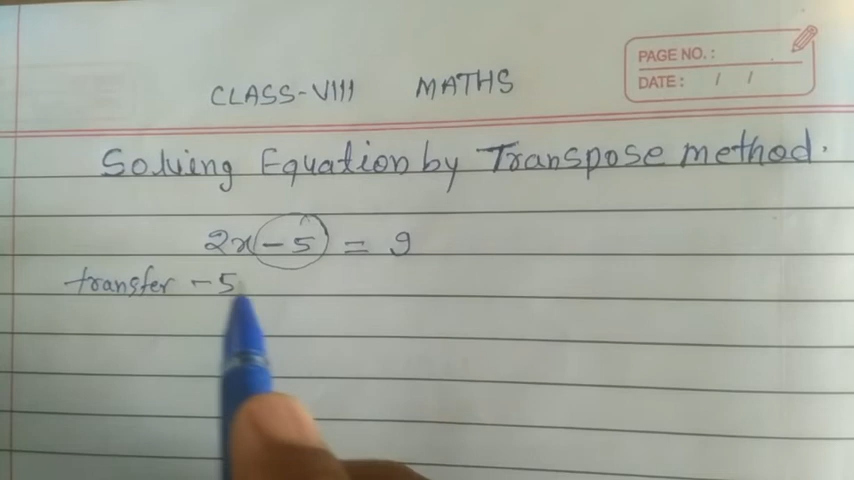 PAGE NO. :
DATE : / /
CLASS-VIII MATHS
Solving Equation by Transpose method.
2x - 5 = 9
transfer - 5